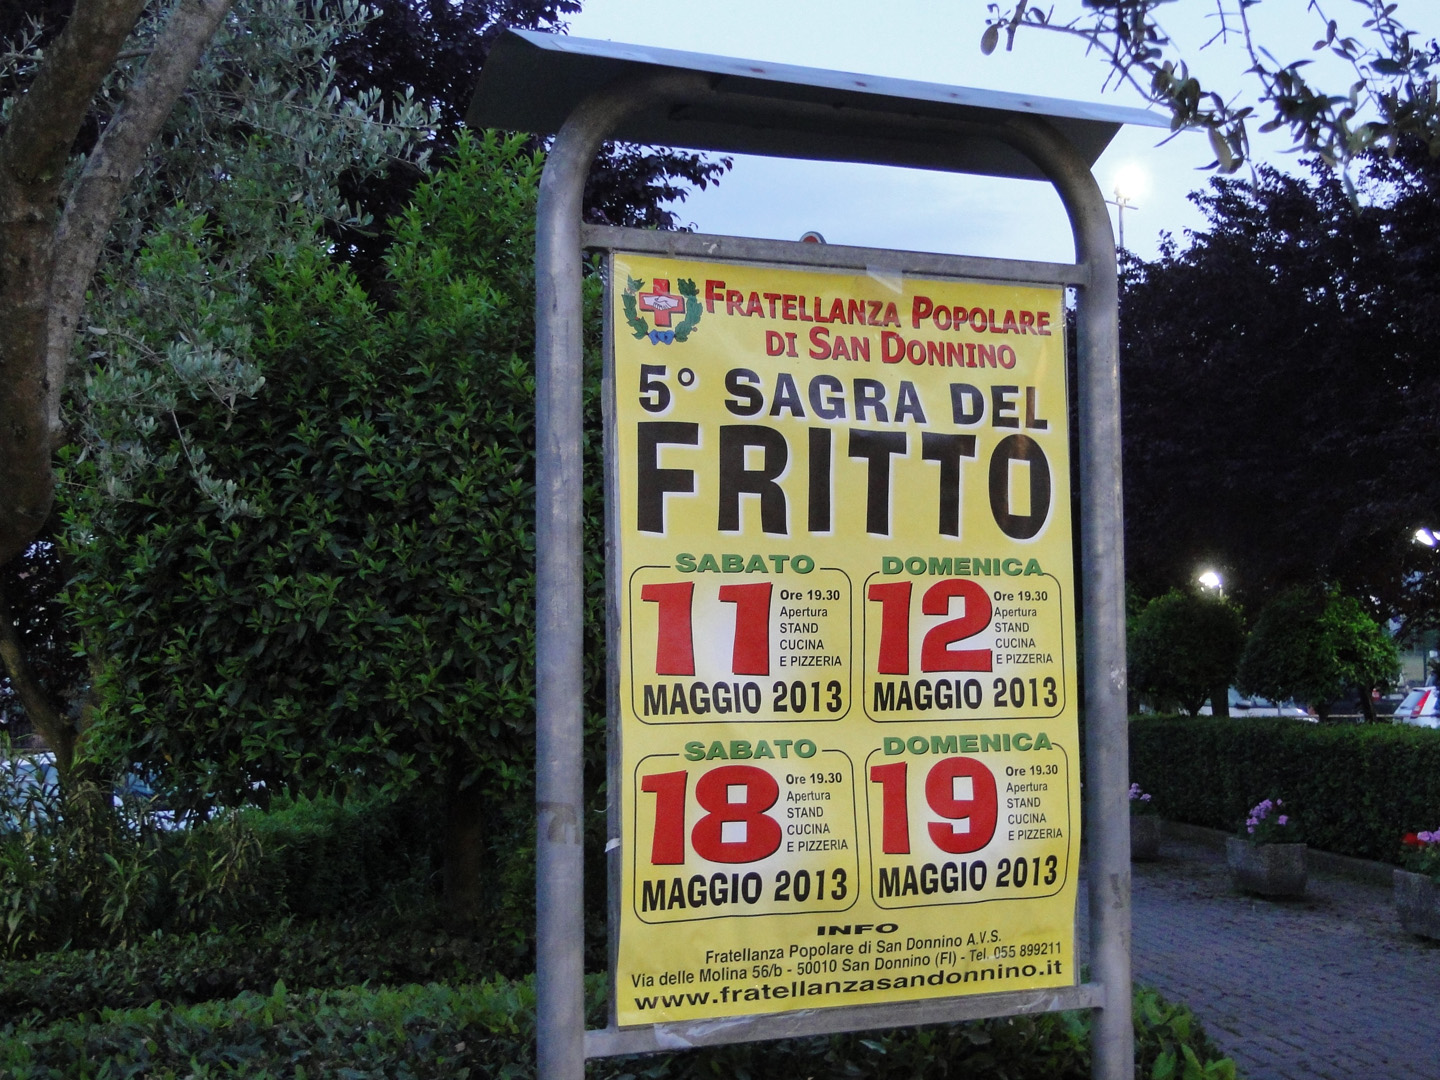 FRATELLANZA POPOLARE
DI SAN DONNINO
5° SAGRA DEL
FRITTO
SABATO
11
Ore 19.30
Apertura
STAND
CUCINA
E PIZZERIA
MAGGIO 2013
DOMENICA
12
Ore 19.30
Apertura
STAND
CUCINA
E PIZZERIA
MAGGIO 2013
SABATO
18
Ore 19.30
Apertura
STAND
CUCINA
E PIZZERIA
MAGGIO 2013
DOMENICA
19
Ore 19.30
Apertura
STAND
CUCINA
E PIZZERIA
MAGGIO 2013
INFO
Fratellanza Popolare di San Donnino A.V.S.
Via delle Molina 56/b - 50010 San Donnino (FI) - Tel. 055 899211
www.fratellanzasandonnino.it